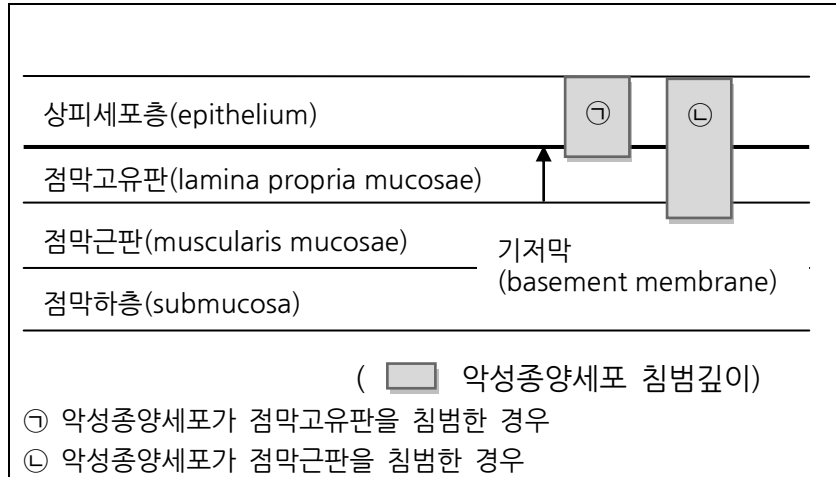 상피세포층(epithelium)
㉠
㉡
점막고유판(lamina propria mucosae)
점막근판(muscularis mucosae)
기저막
(basement membrane)
점막하층(submucosa)
( 악성종양세포 침범깊이)
㉠ 악성종양세포가 점막고유판을 침범한 경우
㉡ 악성종양세포가 점막근판을 침범한 경우